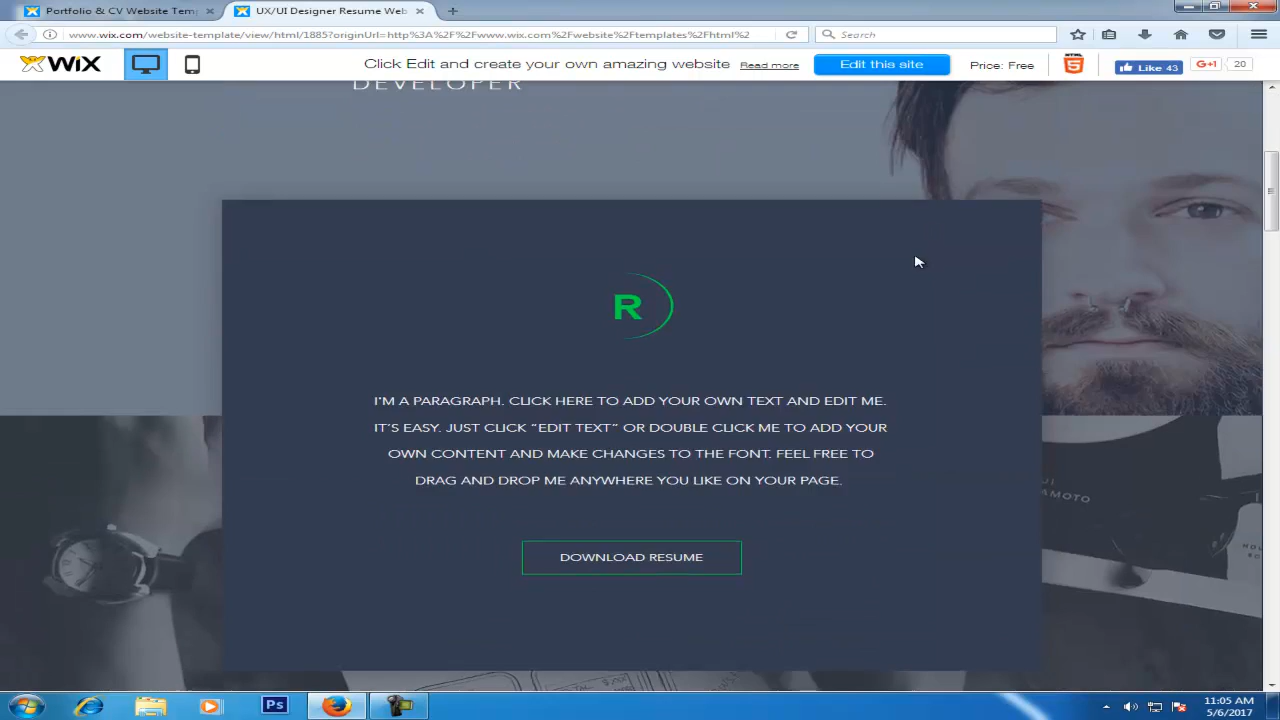 Portfolio & CV Website Temp
UX/UI Designer Resume Web
www.wix.com/website-template/view/html/1885?originUrl=http%3A%2F%2Fwww.wix.com%2Fwebsite%2Ftemplates%2Fhtml%2
Search
WiX
Click Edit and create your own amazing website
Read more
Edit this site
Price: Free
HTML
5
Like 43
G+1
20
DEVELOPER
R
I'M A PARAGRAPH. CLICK HERE TO ADD YOUR OWN TEXT AND EDIT ME.
IT'S EASY. JUST CLICK "EDIT TEXT" OR DOUBLE CLICK ME TO ADD YOUR
OWN CONTENT AND MAKE CHANGES TO THE FONT. FEEL FREE TO
DRAG AND DROP ME ANYWHERE YOU LIKE ON YOUR PAGE.
DOWNLOAD RESUME
Ps
11:05 AM
5/6/2017